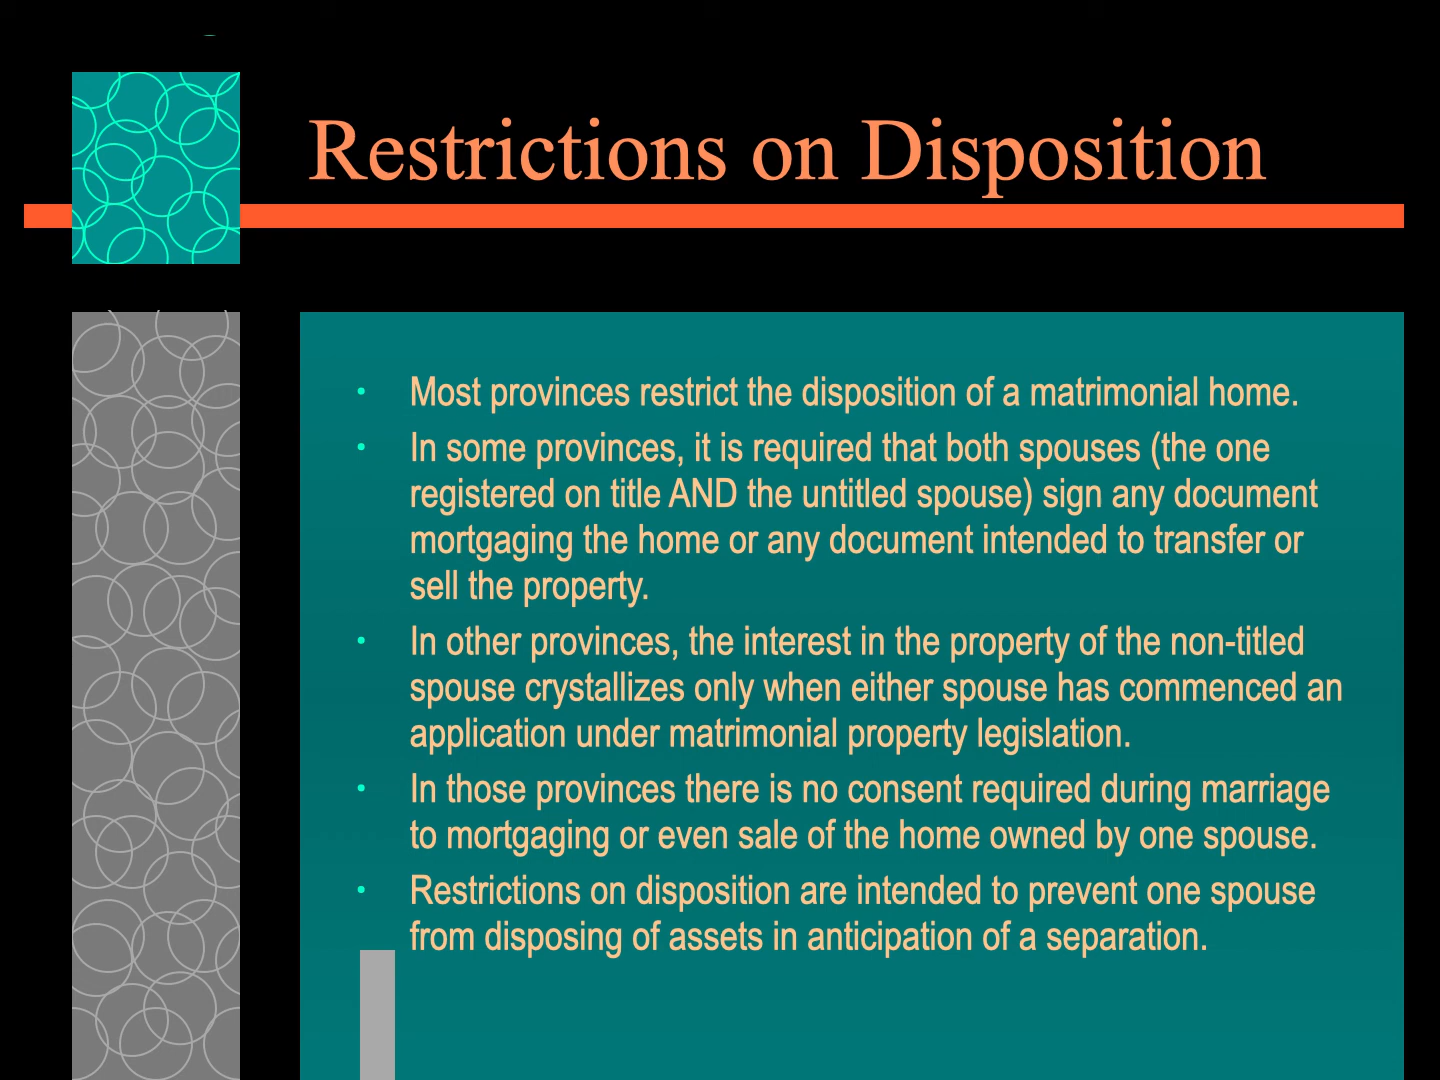 Restrictions on Disposition
• Most provinces restrict the disposition of a matrimonial home.
• In some provinces, it is required that both spouses (the one
registered on title AND the untitled spouse) sign any document
mortgaging the home or any document intended to transfer or
sell the property.
• In other provinces, the interest in the property of the non-titled
spouse crystallizes only when either spouse has commenced an
application under matrimonial property legislation.
• In those provinces there is no consent required during marriage
to mortgaging or even sale of the home owned by one spouse.
• Restrictions on disposition are intended to prevent one spouse
from disposing of assets in anticipation of a separation.